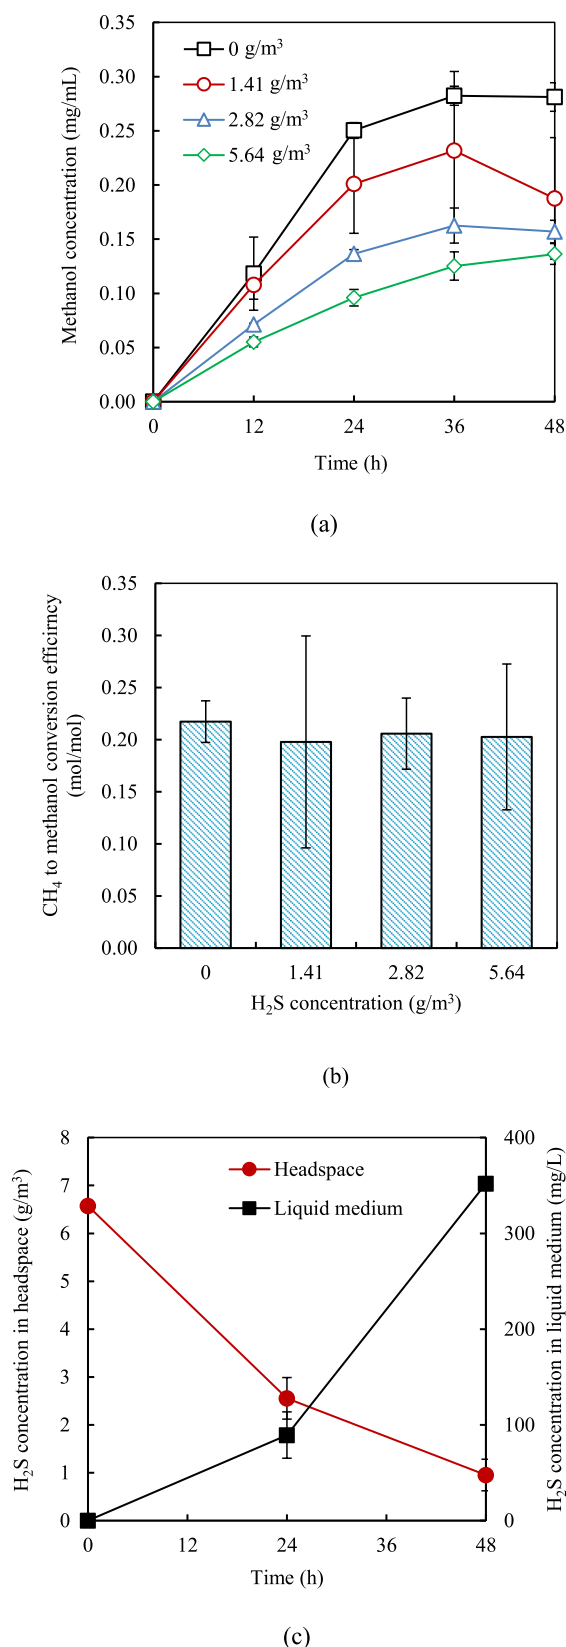 0.35
0.30
0.25
0.20
0.15
0.10
0.05
0.00
Methanol concentration (mg/mL)
0 g/m³
1.41 g/m³
2.82 g/m³
5.64 g/m³
0 12 24 36 48
Time (h)
(a)
0.35
0.30
0.25
0.20
0.15
0.10
0.05
0.00
CH₄ to methanol conversion efficirncy
(mol/mol)
0 1.41 2.82 5.64
H₂S concentration (g/m³)
(b)
8
7
6
5
4
3
2
1
0
H₂S concentration in headspace (g/m³)
Headspace
Liquid medium
400
300
200
100
0
H₂S concentration in liquid medium (mg/L)
0 12 24 36 48
Time (h)
(c)